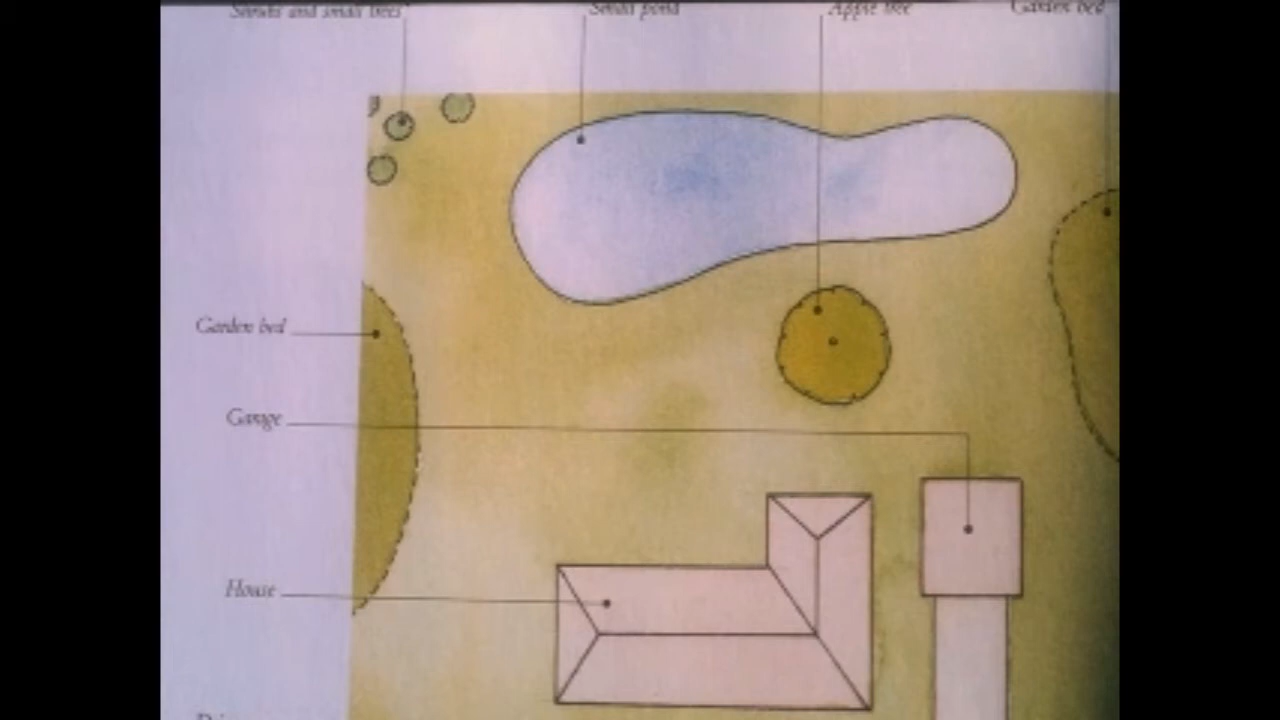 Shrubs and small trees
Small pond
Apple tree
Garden bed
Garden bed
Garage
House